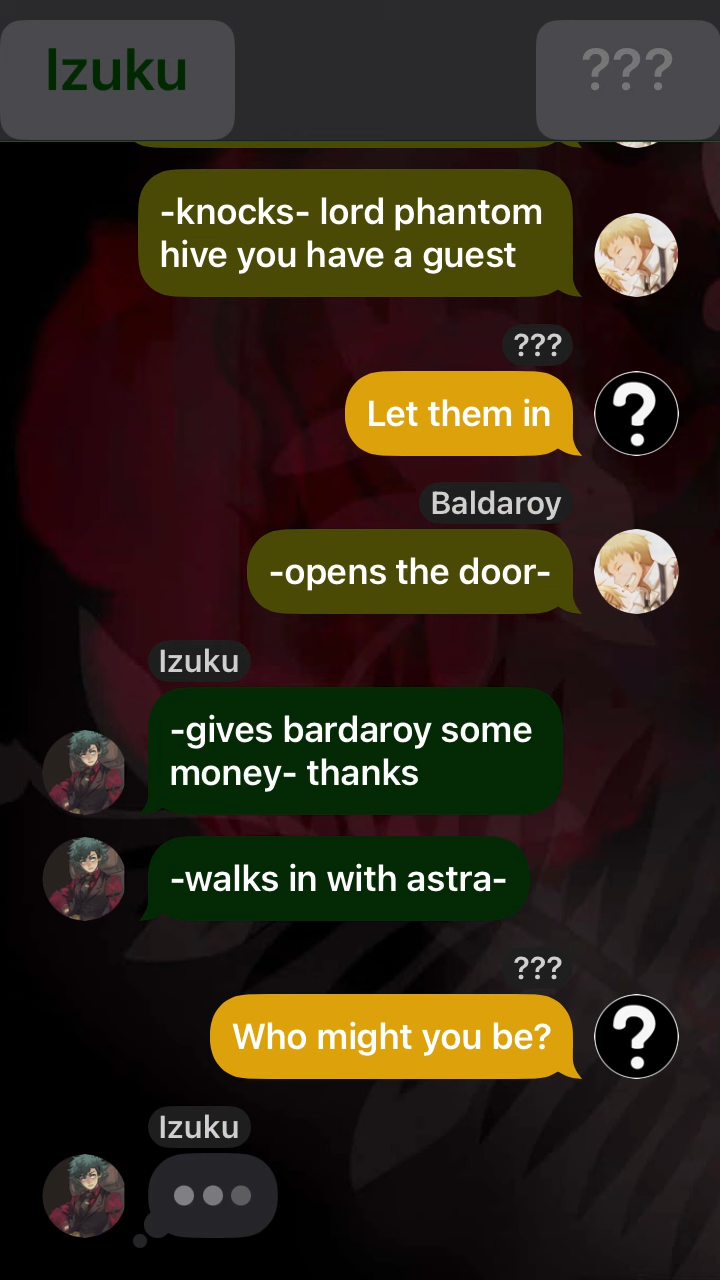 Izuku
???
-knocks- lord phantom
hive you have a guest
???
Let them in
?
Baldaroy
-opens the door-
Izuku
-gives bardaroy some
money- thanks
-walks in with astra-
???
Who might you be?
?
Izuku